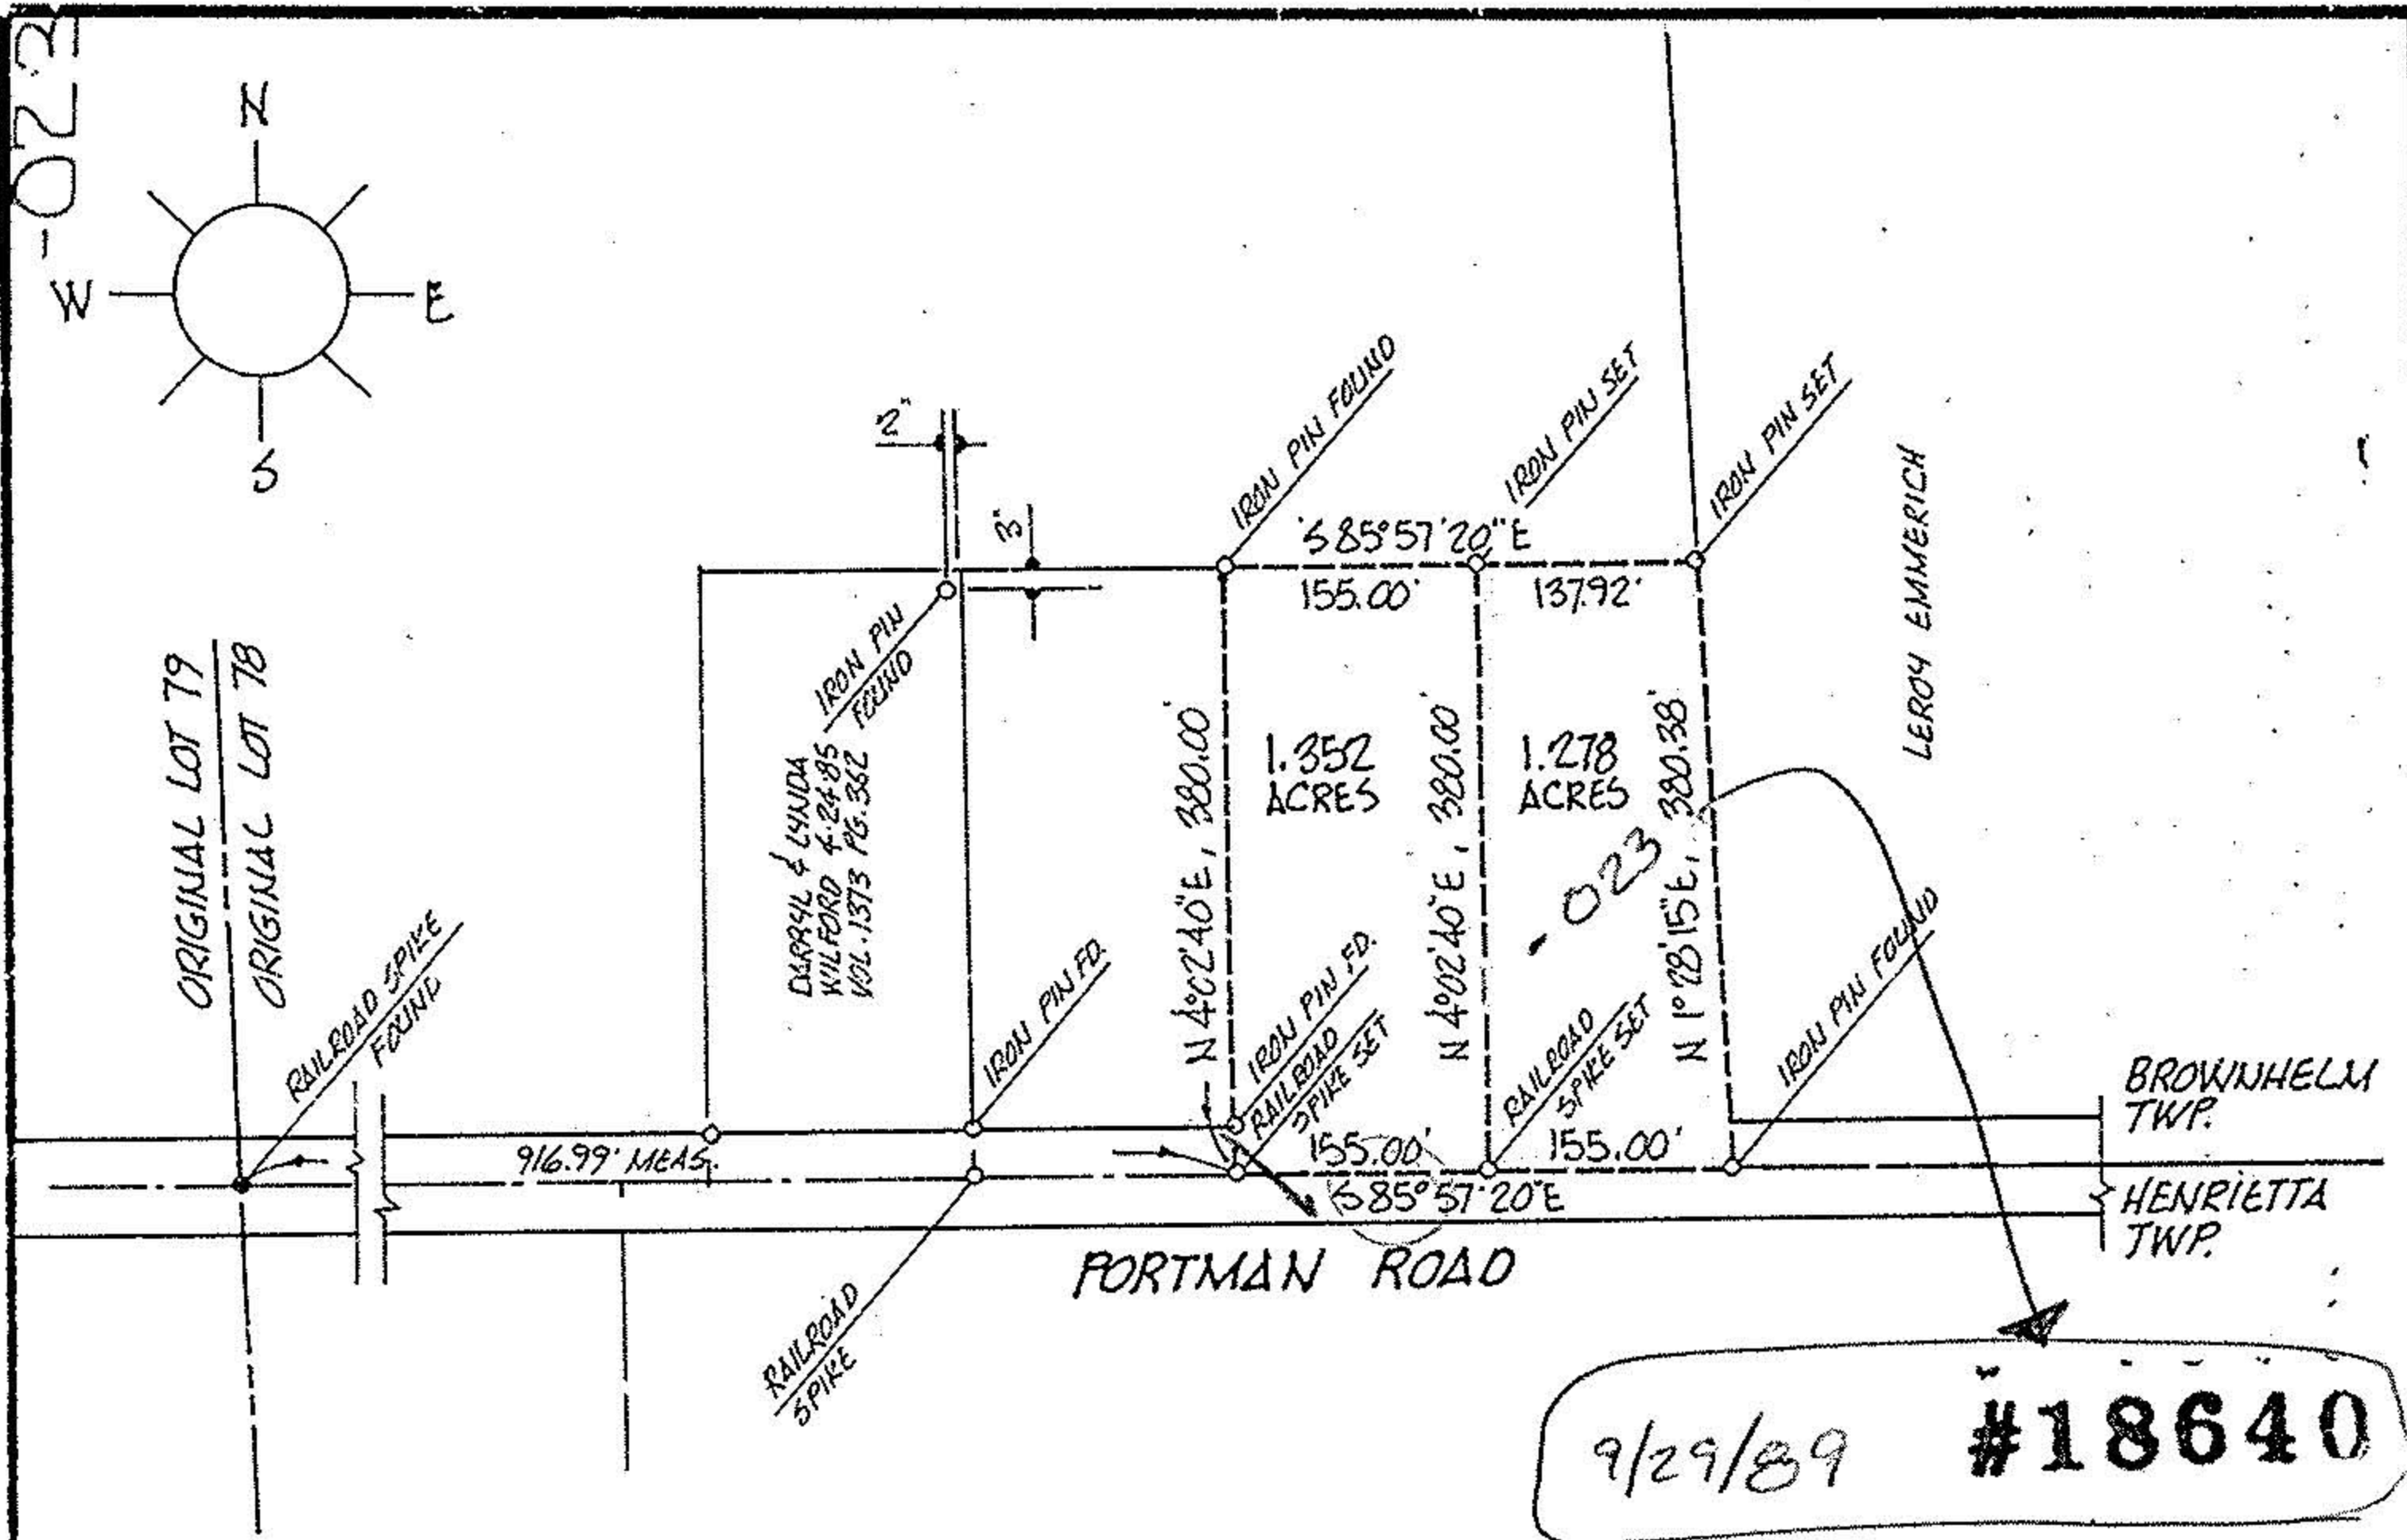 -023
N
W
E
S
2"
3"
IRON PIN FOUND
IRON PIN SET
IRON PIN SET
S85°57'20"E
155.00'
137.92'
IRON PIN
FOUND
LEROY EMMERICH
ORIGINAL LOT 79
ORIGINAL LOT 78
DARRYL & LYNDA
WILFORD 4-24-85
VOL. 1373 PG. 362
N 4°02'40"E, 380.00'
1.352
ACRES
N 4°02'40"E, 380.00'
1.278
ACRES
-023
N 1°28'15"E, 380.38'
RAILROAD SPIKE
FOUND
IRON PIN FD.
IRON PIN FD.
RAILROAD
SPIKE SET
RAILROAD
SPIKE SET
IRON PIN FOUND
BROWNHELM
TWP.
916.99' MEAS.
155.00'
155.00'
S85°57'20"E
HENRIETTA
TWP.
PORTMAN ROAD
RAILROAD
SPIKE
9/29/89 #18640